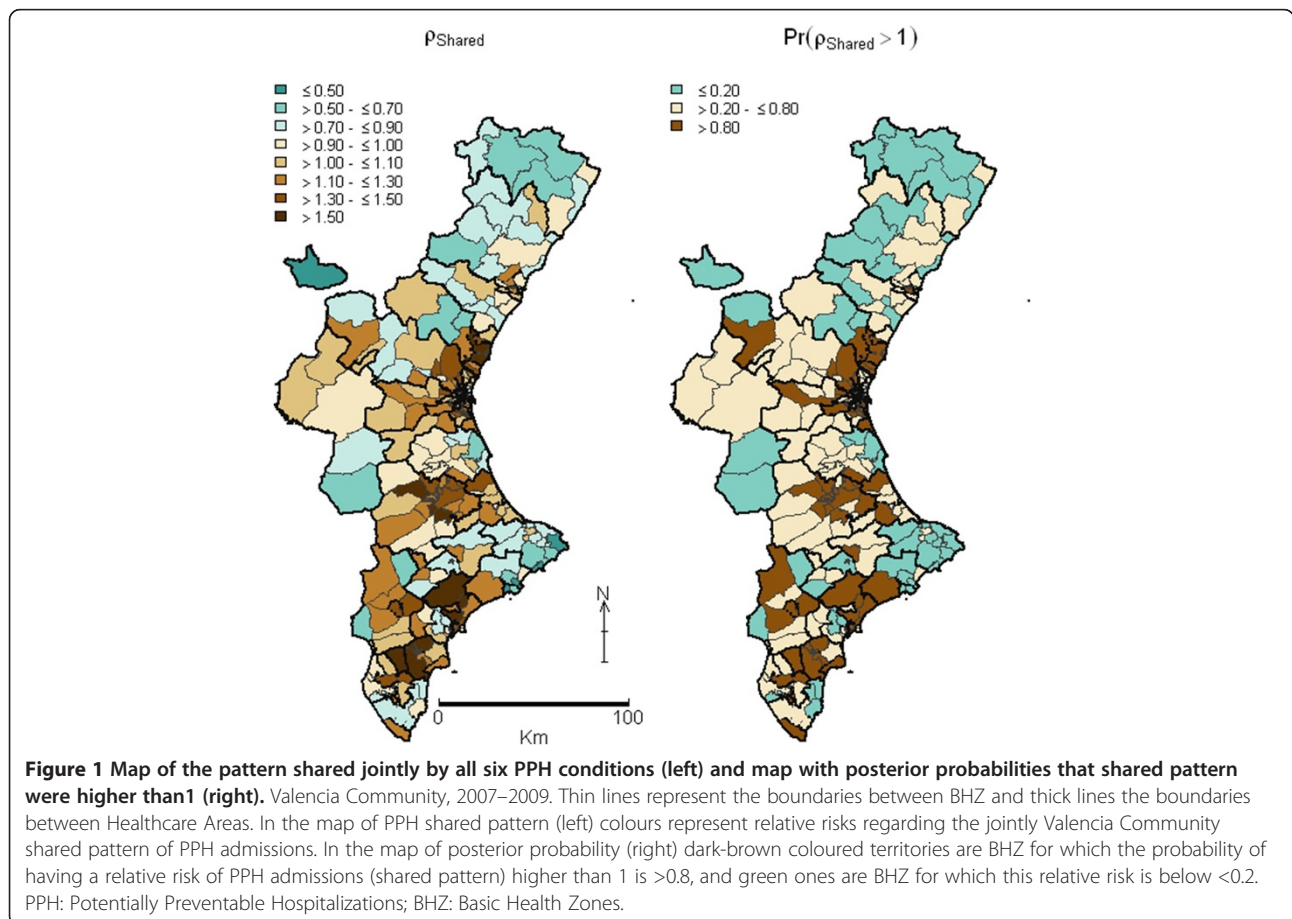 ρShared
Pr(ρShared > 1)
≤ 0.50
> 0.50 - ≤ 0.70
> 0.70 - ≤ 0.90
> 0.90 - ≤ 1.00
> 1.00 - ≤ 1.10
> 1.10 - ≤ 1.30
> 1.30 - ≤ 1.50
> 1.50
≤ 0.20
> 0.20 - ≤ 0.80
> 0.80
N
0 100
Km
Figure 1 Map of the pattern shared jointly by all six PPH conditions (left) and map with posterior probabilities that shared pattern
were higher than1 (right). Valencia Community, 2007–2009. Thin lines represent the boundaries between BHZ and thick lines the boundaries
between Healthcare Areas. In the map of PPH shared pattern (left) colours represent relative risks regarding the jointly Valencia Community
shared pattern of PPH admissions. In the map of posterior probability (right) dark-brown coloured territories are BHZ for which the probability of
having a relative risk of PPH admissions (shared pattern) higher than 1 is >0.8, and green ones are BHZ for which this relative risk is below <0.2.
PPH: Potentially Preventable Hospitalizations; BHZ: Basic Health Zones.